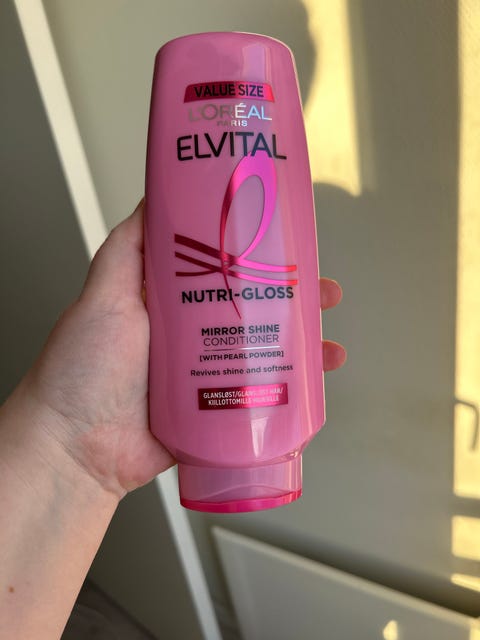 VALUE SIZE
L'ORÉAL
PARIS
ELVITAL
NUTRI-GLOSS
MIRROR SHINE
CONDITIONER
[WITH PEARL POWDER]
Revives shine and softness
GLANSLØST/GLANSLÖST HÅR/
KIILLOTTOMILLE HIUKSILLE